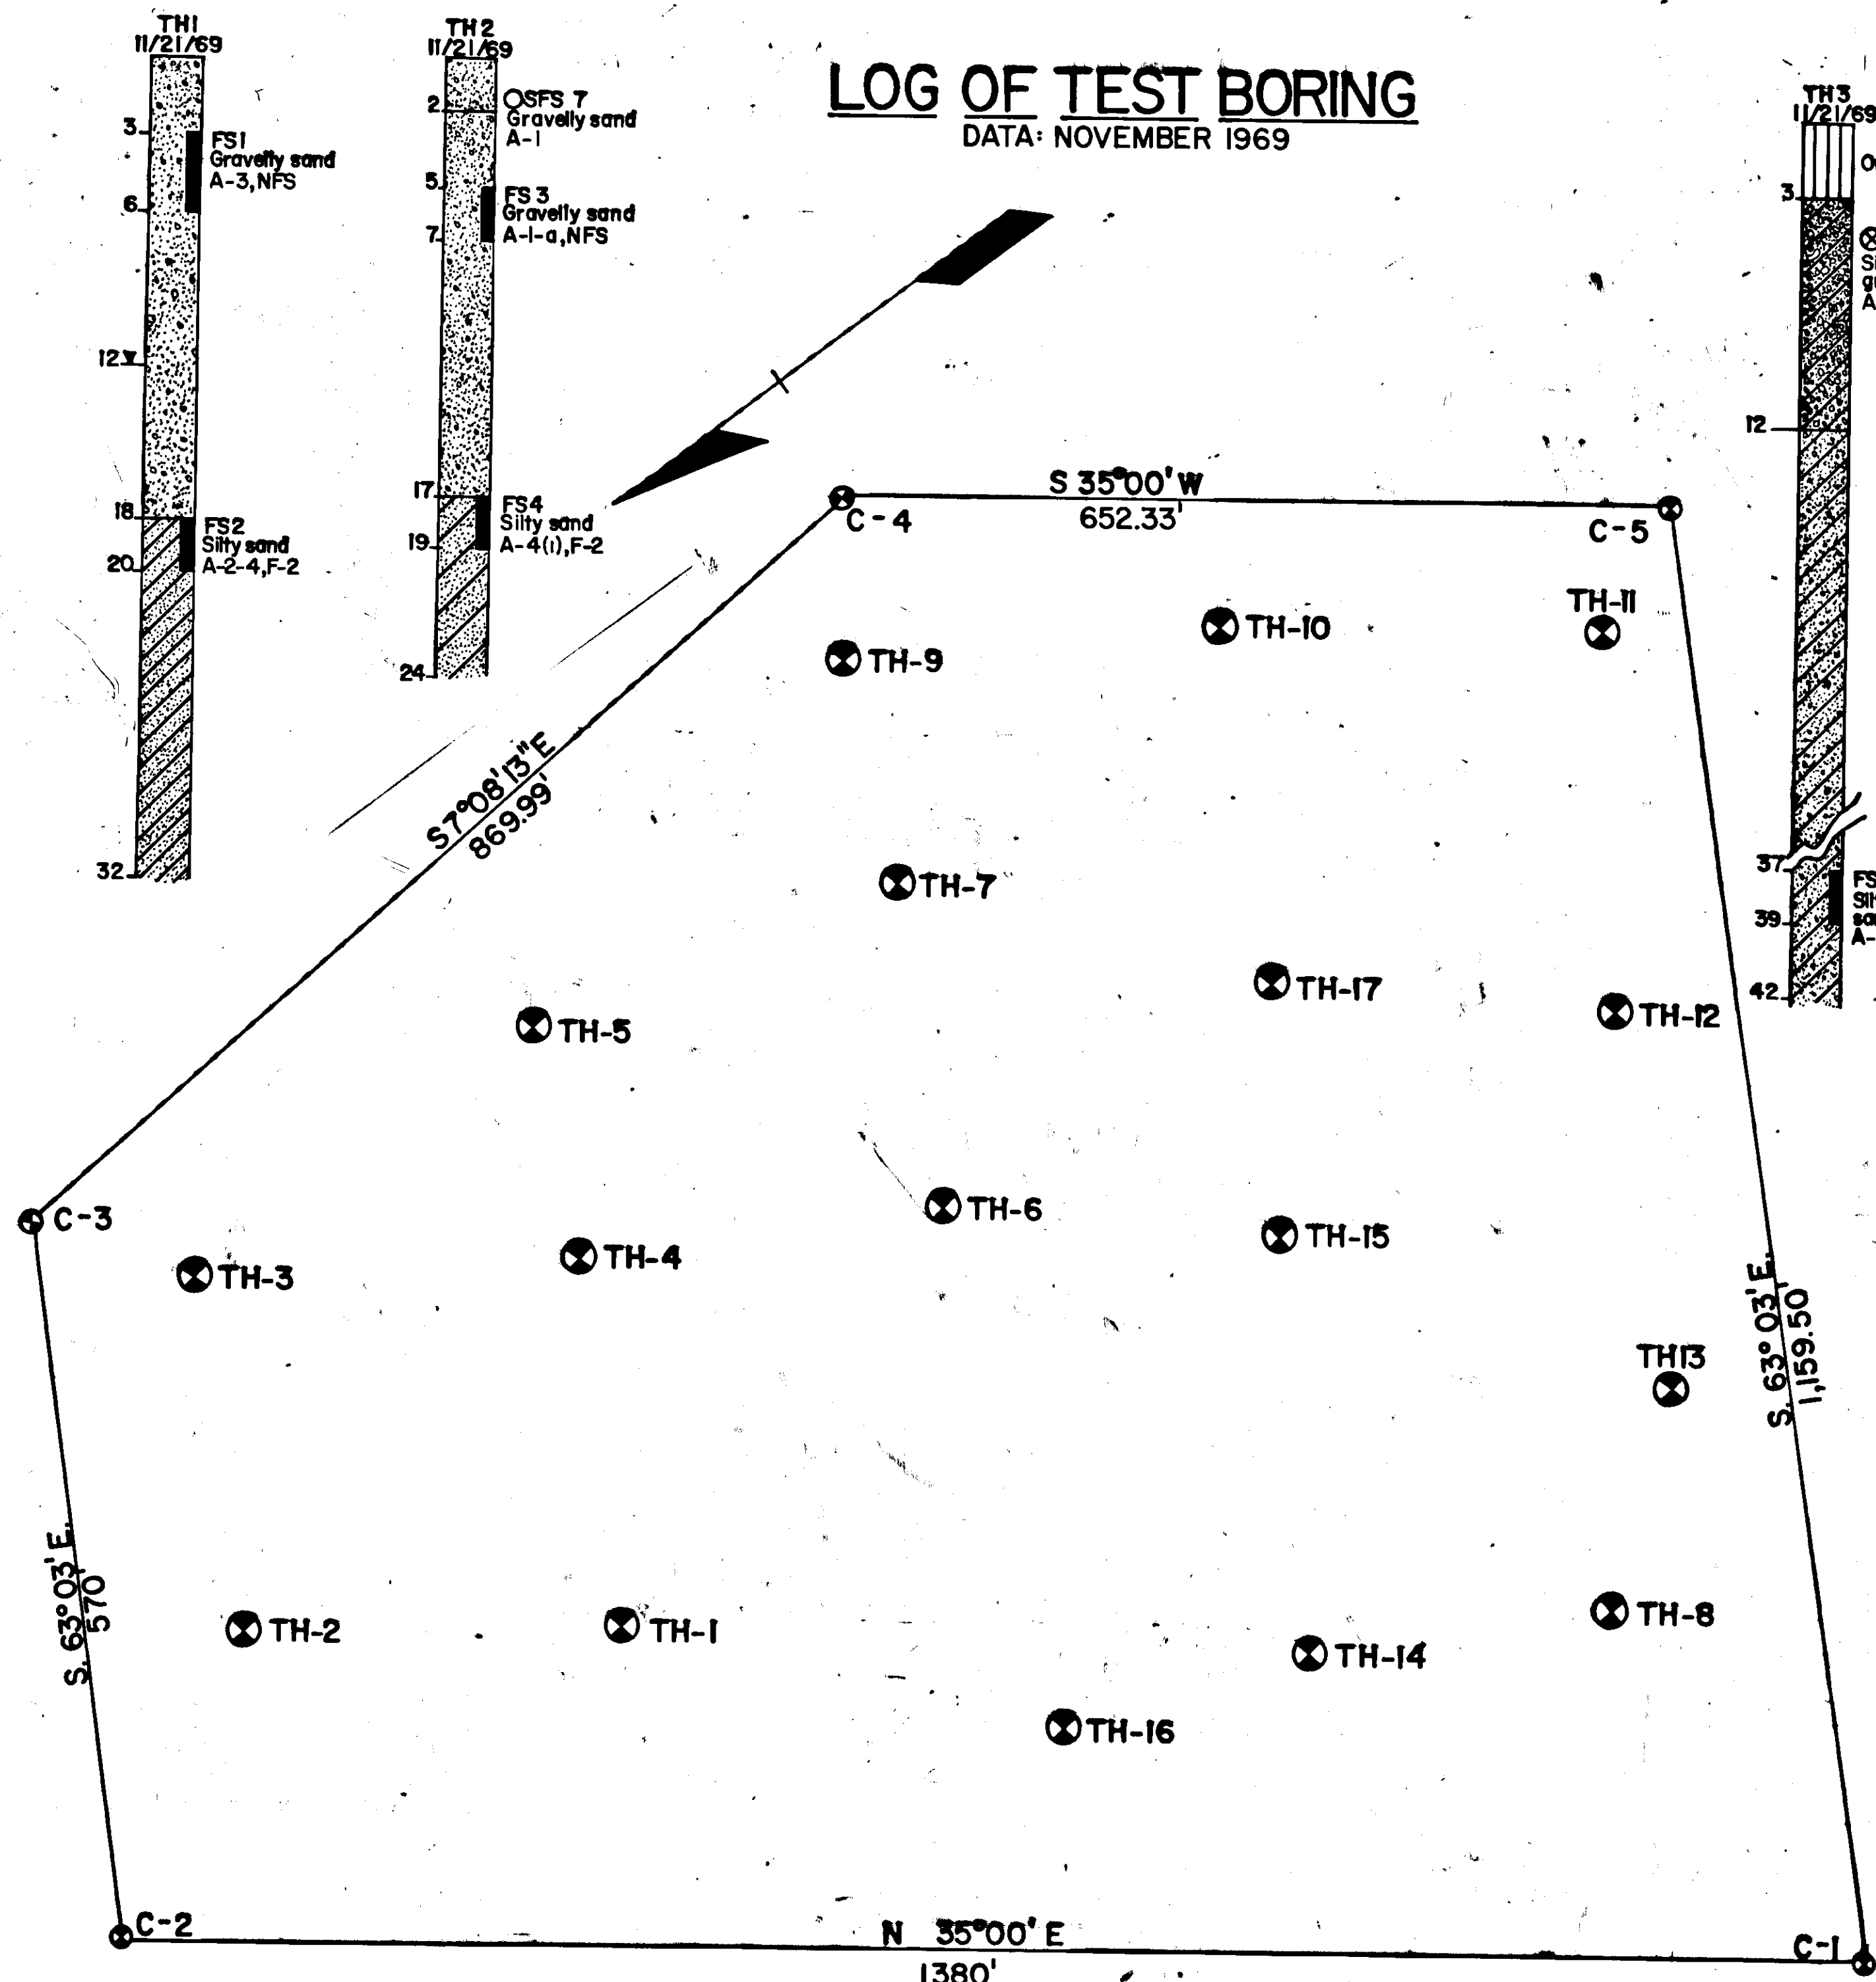 LOG OF TEST BORING
DATA: NOVEMBER 1969
TH1
11/21/69
3
FS1
Gravelly sand
A-3,NFS
6
12
18
FS2
Silty sand
A-2-4,F-2
20
32
TH2
11/21/69
2
OSFS 7
Gravelly sand
A-1
5
FS3
Gravelly sand
A-1-a,NFS
7
17
FS4
Silty sand
A-4(1),F-2
19
24
TH3
11/21/69
3
12
37
FS
39
A-
42
S 35°00' W
652.33'
C-4
C-5
TH-11
TH-10
TH-9
S7°08'13"E
869.99'
TH-7
TH-17
TH-12
TH-5
C-3
TH-6
TH-15
TH-4
TH-3
S. 63°03' E.
1,159.50'
TH13
S. 63°03' E.
570
TH-2
TH-1
TH-8
TH-14
TH-16
C-2
N 35°00' E
1380'
C-1